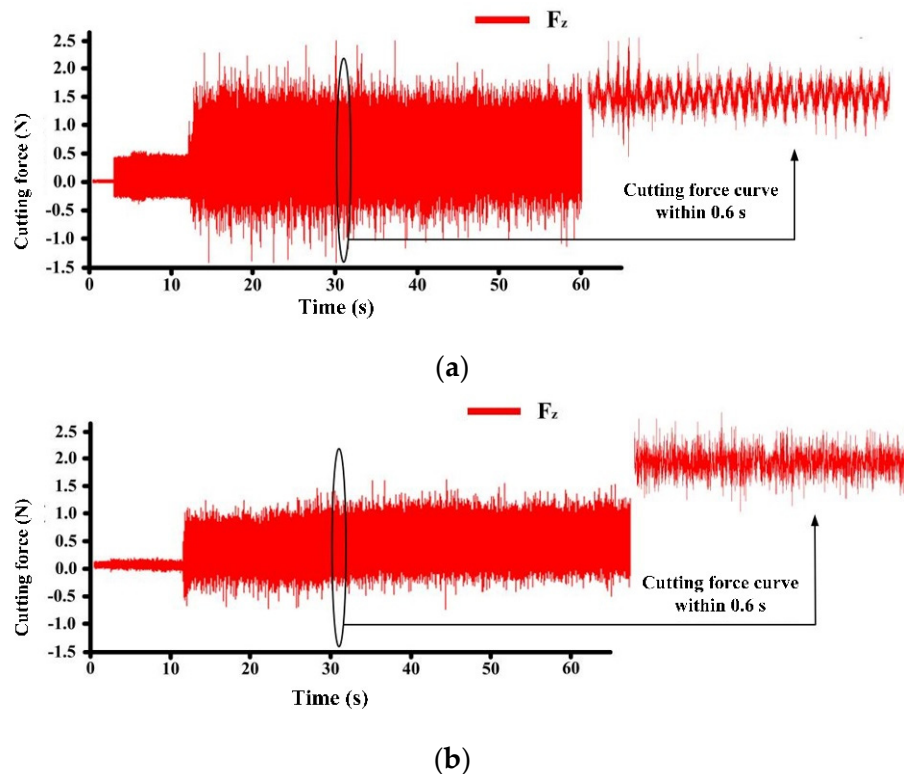 F_z
2.5
2.0
1.5
1.0
0.5
0.0
-0.5
-1.0
-1.5
Cutting force (N)
Cutting force curve
within 0.6 s
0 10 20 30 40 50 60
Time (s)
(a)
F_z
2.5
2.0
1.5
1.0
0.5
0.0
-0.5
-1.0
-1.5
Cutting force (N)
Cutting force curve
within 0.6 s
0 10 20 30 40 50 60
Time (s)
(b)